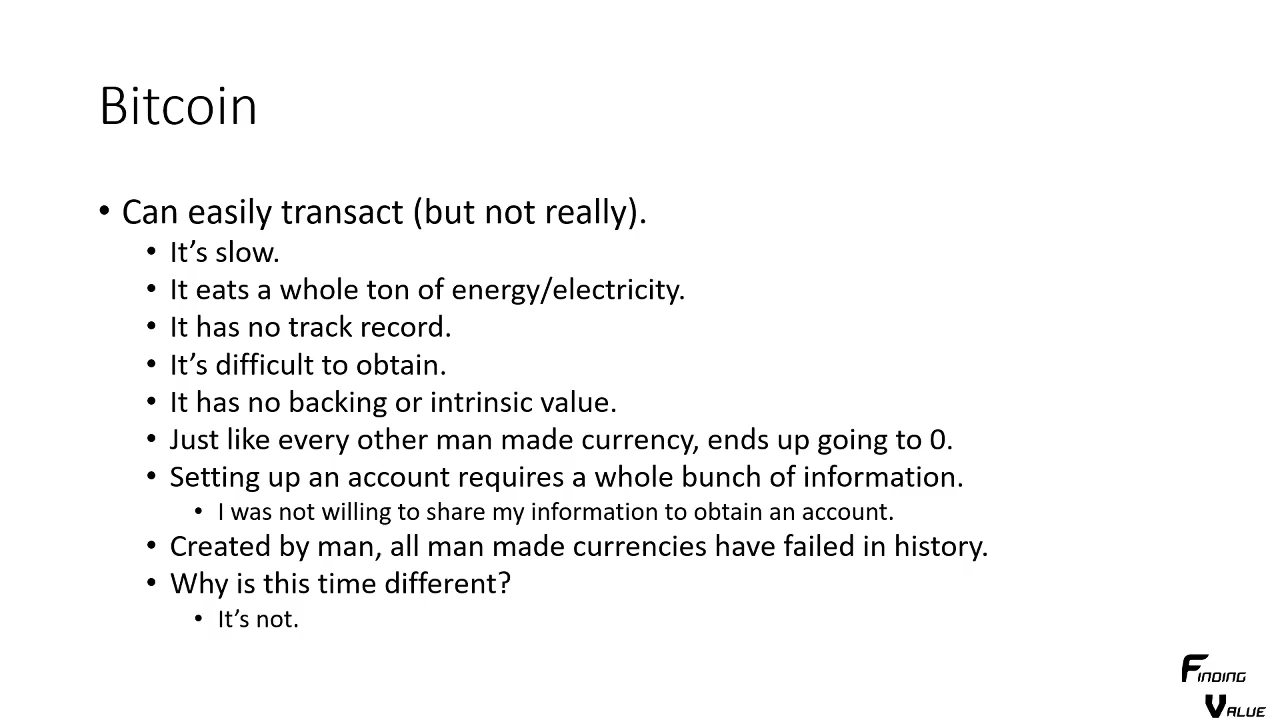 Bitcoin
• Can easily transact (but not really).
• It’s slow.
• It eats a whole ton of energy/electricity.
• It has no track record.
• It’s difficult to obtain.
• It has no backing or intrinsic value.
• Just like every other man made currency, ends up going to 0.
• Setting up an account requires a whole bunch of information.
• I was not willing to share my information to obtain an account.
• Created by man, all man made currencies have failed in history.
• Why is this time different?
• It’s not.
Finding
Value